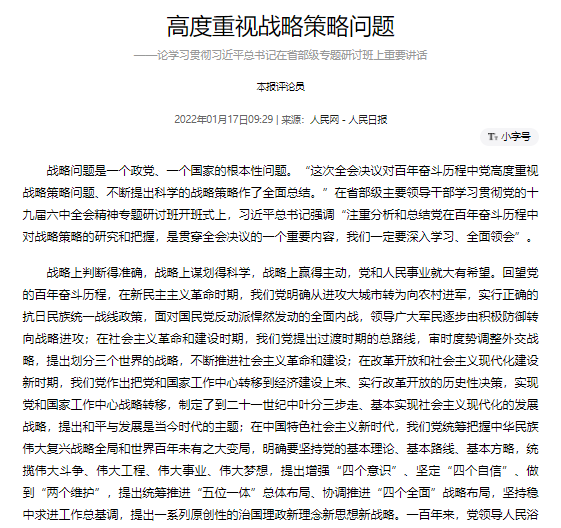 高度重视战略策略问题
——论学习贯彻习近平总书记在省部级专题研讨班上重要讲话
本报评论员
2022年01月17日09:29 | 来源：人民网－人民日报
TT 小字号
战略问题是一个政党、一个国家的根本性问题。“这次全会决议对百年奋斗历程中党高度重视
战略策略问题、不断提出科学的战略策略作了全面总结。”在省部级主要领导干部学习贯彻党的十
九届六中全会精神专题研讨班开班式上，习近平总书记强调“注重分析和总结党在百年奋斗历程中
对战略策略的研究和把握，是贯穿全会决议的一个重要内容，我们一定要深入学习、全面领会”。
战略上判断得准确，战略上谋划得科学，战略上赢得主动，党和人民事业就大有希望。回望党
的百年奋斗历程，在新民主主义革命时期，我们党明确从进攻大城市转为向农村进军，实行正确的
抗日民族统一战线政策，面对国民党反动派悍然发动的全面内战，领导广大军民逐步由积极防御转
向战略进攻；在社会主义革命和建设时期，我们党提出过渡时期的总路线，审时度势调整外交战
略，提出划分三个世界的战略，不断推进社会主义革命和建设；在改革开放和社会主义现代化建设
新时期，我们党作出把党和国家工作中心转移到经济建设上来、实行改革开放的历史性决策，实现
党和国家工作中心战略转移，制定了到二十一世纪中叶分三步走、基本实现社会主义现代化的发展
战略，提出和平与发展是当今时代的主题；在中国特色社会主义新时代，我们党统筹把握中华民族
伟大复兴战略全局和世界百年未有之大变局，明确要坚持党的基本理论、基本路线、基本方略，统
揽伟大斗争、伟大工程、伟大事业、伟大梦想，提出增强“四个意识”、坚定“四个自信”、做
到“两个维护”，提出统筹推进“五位一体”总体布局、协调推进“四个全面”战略布局，坚持稳
中求进工作总基调，提出一系列原创性的治国理政新理念新思想新战略。一百年来，党领导人民浴